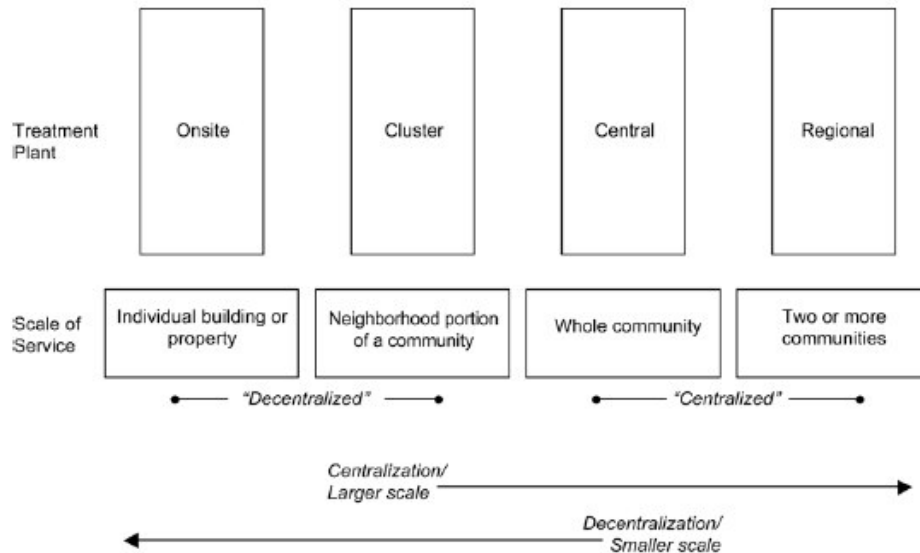 Treatment
Plant
Onsite
Cluster
Central
Regional
Scale of
Service
Individual building or
property
Neighborhood portion
of a community
Whole community
Two or more
communities
“Decentralized”
“Centralized”
Centralization/
Larger scale
Decentralization/
Smaller scale